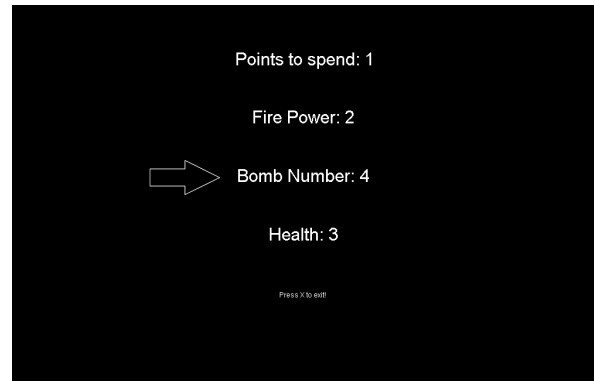 Points to spend: 1
Fire Power: 2
Bomb Number: 4
Health: 3
Press X to exit!